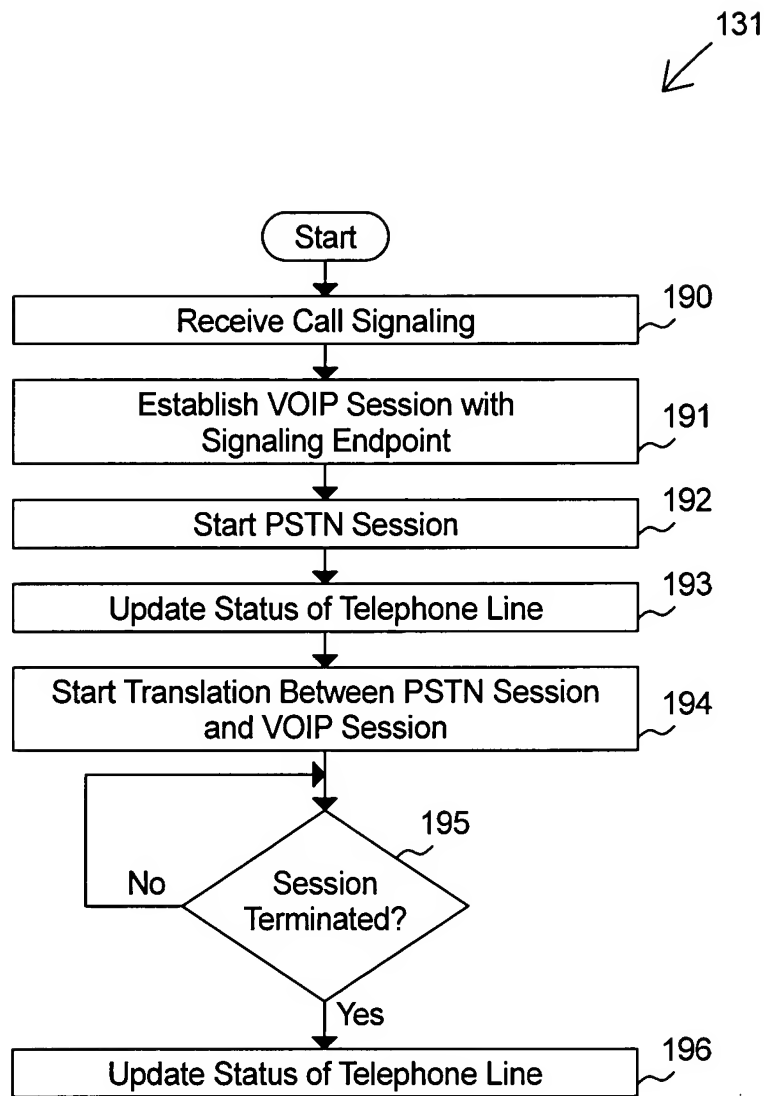 131
Start
Receive Call Signaling
190
Establish VOIP Session with
Signaling Endpoint
191
Start PSTN Session
192
Update Status of Telephone Line
193
Start Translation Between PSTN Session
and VOIP Session
194
195
Session
Terminated?
No
Yes
Update Status of Telephone Line
196